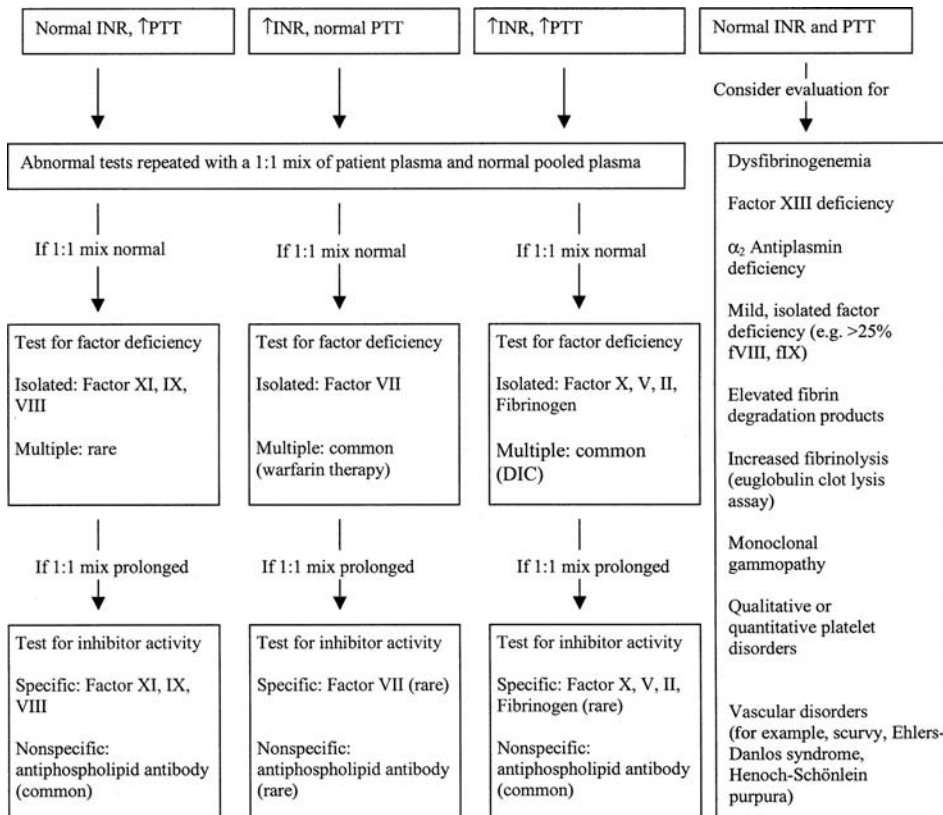 Normal INR, ↑PTT
↑INR, normal PTT
↑INR, ↑PTT
Normal INR and PTT
Consider evaluation for
Abnormal tests repeated with a 1:1 mix of patient plasma and normal pooled plasma
If 1:1 mix normal
If 1:1 mix normal
If 1:1 mix normal
Test for factor deficiency
Isolated: Factor XI, IX,
VIII
Multiple: rare
Test for factor deficiency
Isolated: Factor VII
Multiple: common
(warfarin therapy)
Test for factor deficiency
Isolated: Factor X, V, II,
Fibrinogen
Multiple: common
(DIC)
If 1:1 mix prolonged
If 1:1 mix prolonged
If 1:1 mix prolonged
Test for inhibitor activity
Specific: Factor XI, IX,
VIII
Nonspecific:
antiphospholipid antibody
(common)
Test for inhibitor activity
Specific: Factor VII (rare)
Nonspecific:
antiphospholipid antibody
(rare)
Test for inhibitor activity
Specific: Factor X, V, II,
Fibrinogen (rare)
Nonspecific:
antiphospholipid antibody
(common)
Dysfibrinogenemia
Factor XIII deficiency
α₂ Antiplasmin
deficiency
Mild, isolated factor
deficiency (e.g. >25%
fVIII, fIX)
Elevated fibrin
degradation products
Increased fibrinolysis
(euglobulin clot lysis
assay)
Monoclonal
gammopathy
Qualitative or
quantitative platelet
disorders
Vascular disorders
(for example, scurvy, Ehlers-
Danlos syndrome,
Henoch-Schönlein
purpura)